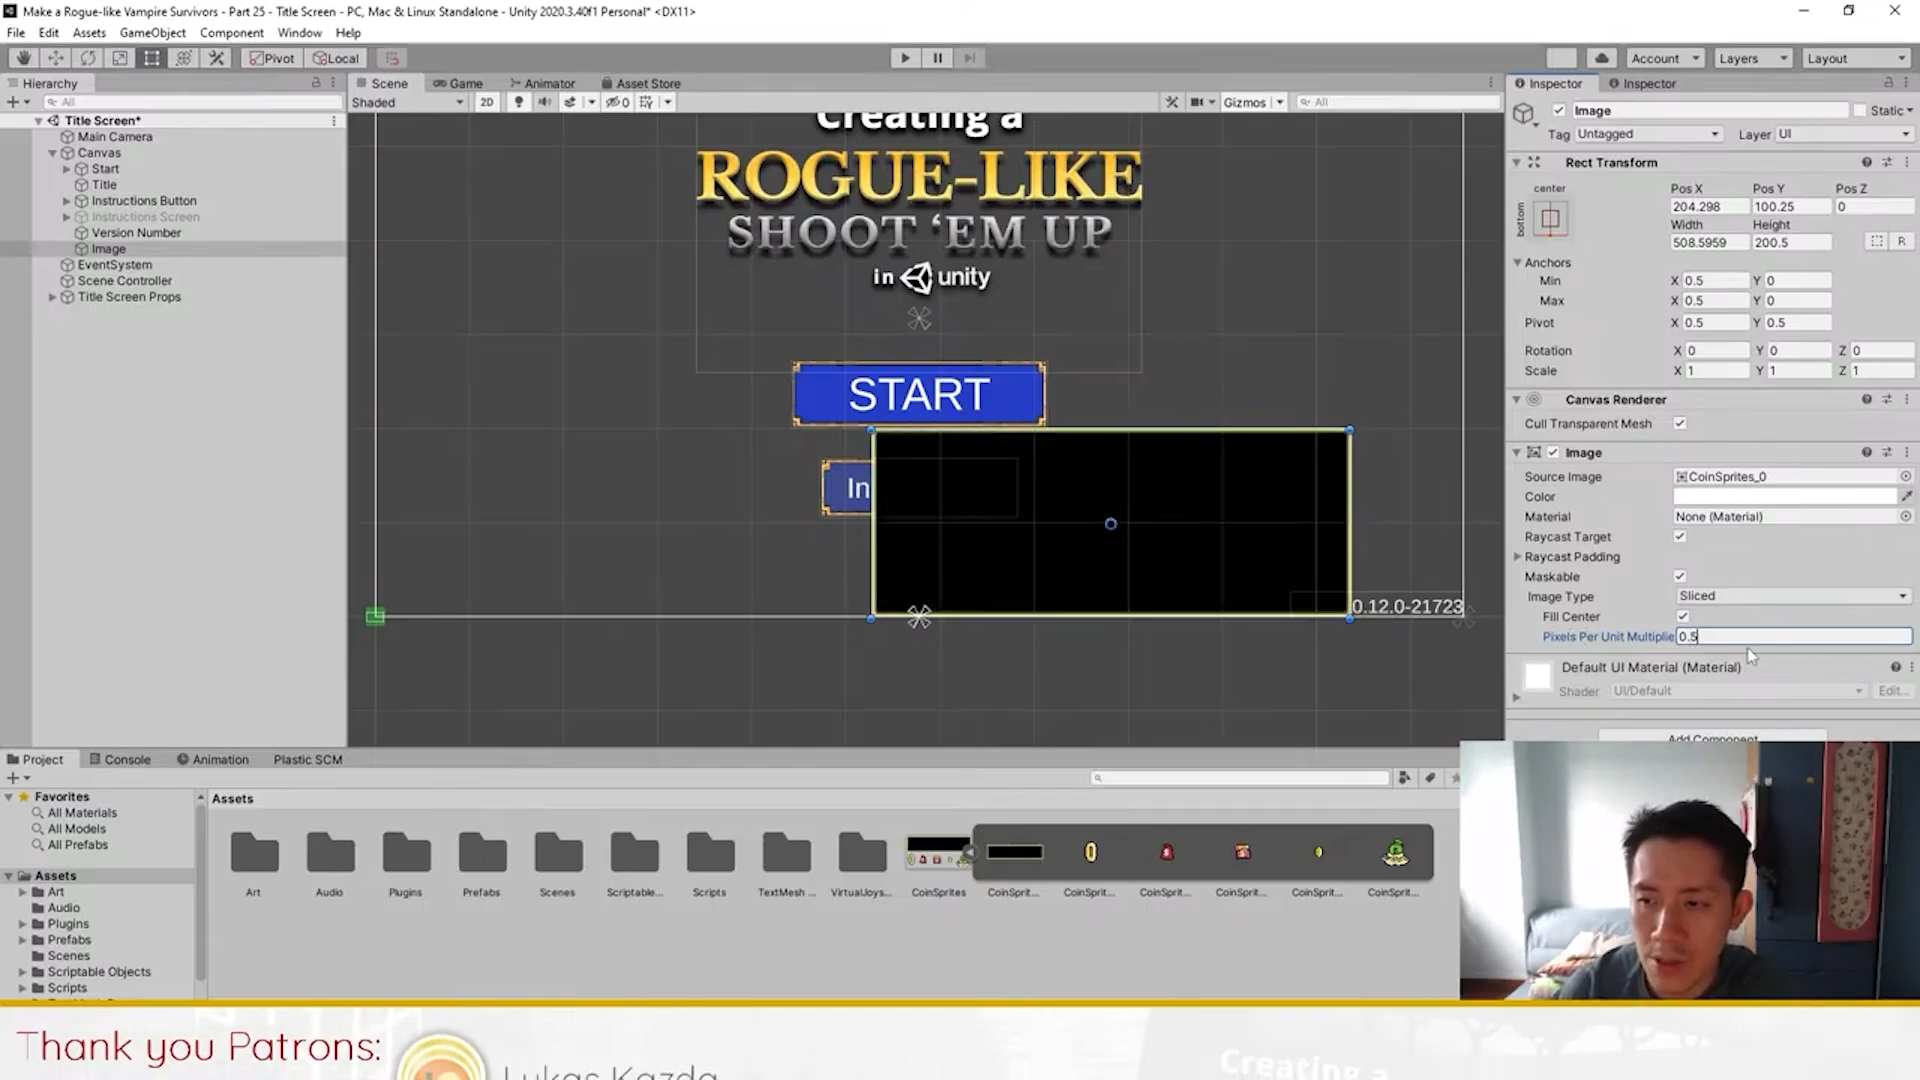 Make a Rogue-like Vampire Survivors - Part 25 - Title Screen - PC, Mac & Linux Standalone - Unity 2020.3.40f1 Personal* <DX11>
File Edit Assets GameObject Component Window Help
Pivot Local Account Layers Layout
Hierarchy
All
Title Screen*
Main Camera
Canvas
Start
Title
Instructions Button
Instructions Screen
Version Number
Image
EventSystem
Scene Controller
Title Screen Props
Scene Game Animator Asset Store
Shaded 2D 0 Gizmos All
Creating a
ROGUE-LIKE
SHOOT ‘EM UP
in unity
START
In
0.12.0-21723
Inspector Inspector
Image Static
Tag Untagged Layer UI
Rect Transform
center
bottom
Pos X Pos Y Pos Z
204.298 100.25 0
Width Height
508.5959 200.5 R
Anchors
Min X 0.5 Y 0
Max X 0.5 Y 0
Pivot X 0.5 Y 0.5
Rotation X 0 Y 0 Z 0
Scale X 1 Y 1 Z 1
Canvas Renderer
Cull Transparent Mesh
Image
Source Image CoinSprites_0
Color
Material None (Material)
Raycast Target
Raycast Padding
Maskable
Image Type Sliced
Fill Center
Pixels Per Unit Multiplie 0.5
Default UI Material (Material)
Shader UI/Default Edit...
Add Component
Project Console Animation Plastic SCM
Favorites
All Materials
All Models
All Prefabs
Assets
Art
Audio
Plugins
Prefabs
Scenes
Scriptable Objects
Scripts
Assets
Art Audio Plugins Prefabs Scenes Scriptable... Scripts TextMesh ... VirtualJoys... CoinSprites CoinSprit... CoinSprit... CoinSprit... CoinSprit... CoinSprit... CoinSprit...
Thank you Patrons:
Lukas Kazda
Creating a